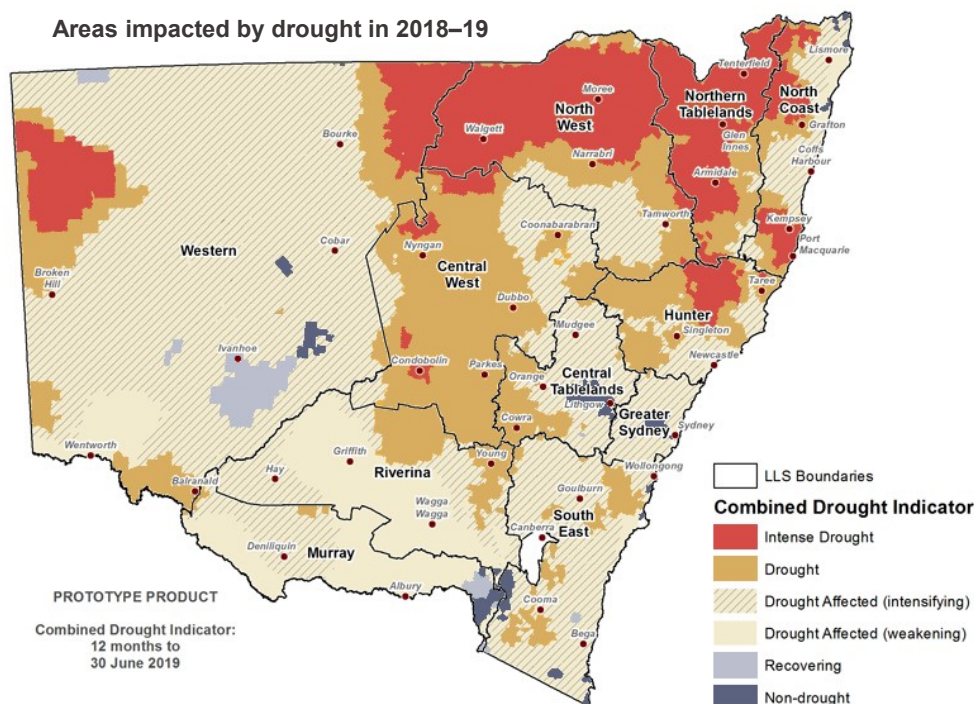 Areas impacted by drought in 2018–19
Lismore
Tenterfield
Moree
North
Coast
Northern
Tablelands
North
West
Walgett
Bourke
Glen
Innes
Grafton
Coffs
Harbour
Narrabri
Armidale
Kempsey
Tamworth
Coonabarabran
Port
Macquarie
Western
Cobar
Nyngan
Central
West
Broken
Hill
Taree
Dubbo
Hunter
Mudgee
Singleton
Ivanhoe
Newcastle
Condobolin
Parkes
Orange
Central
Tablelands
Lithgow
Greater
Sydney
Sydney
Cowra
Wentworth
Griffith
Young
Hay
Riverina
Wollongong
Balranald
Goulburn
South
East
Wagga
Wagga
Canberra
Deniliquin
Murray
Albury
Cooma
Bega
PROTOTYPE PRODUCT
Combined Drought Indicator:
12 months to
30 June 2019
LLS Boundaries
Combined Drought Indicator
Intense Drought
Drought
Drought Affected (intensifying)
Drought Affected (weakening)
Recovering
Non-drought